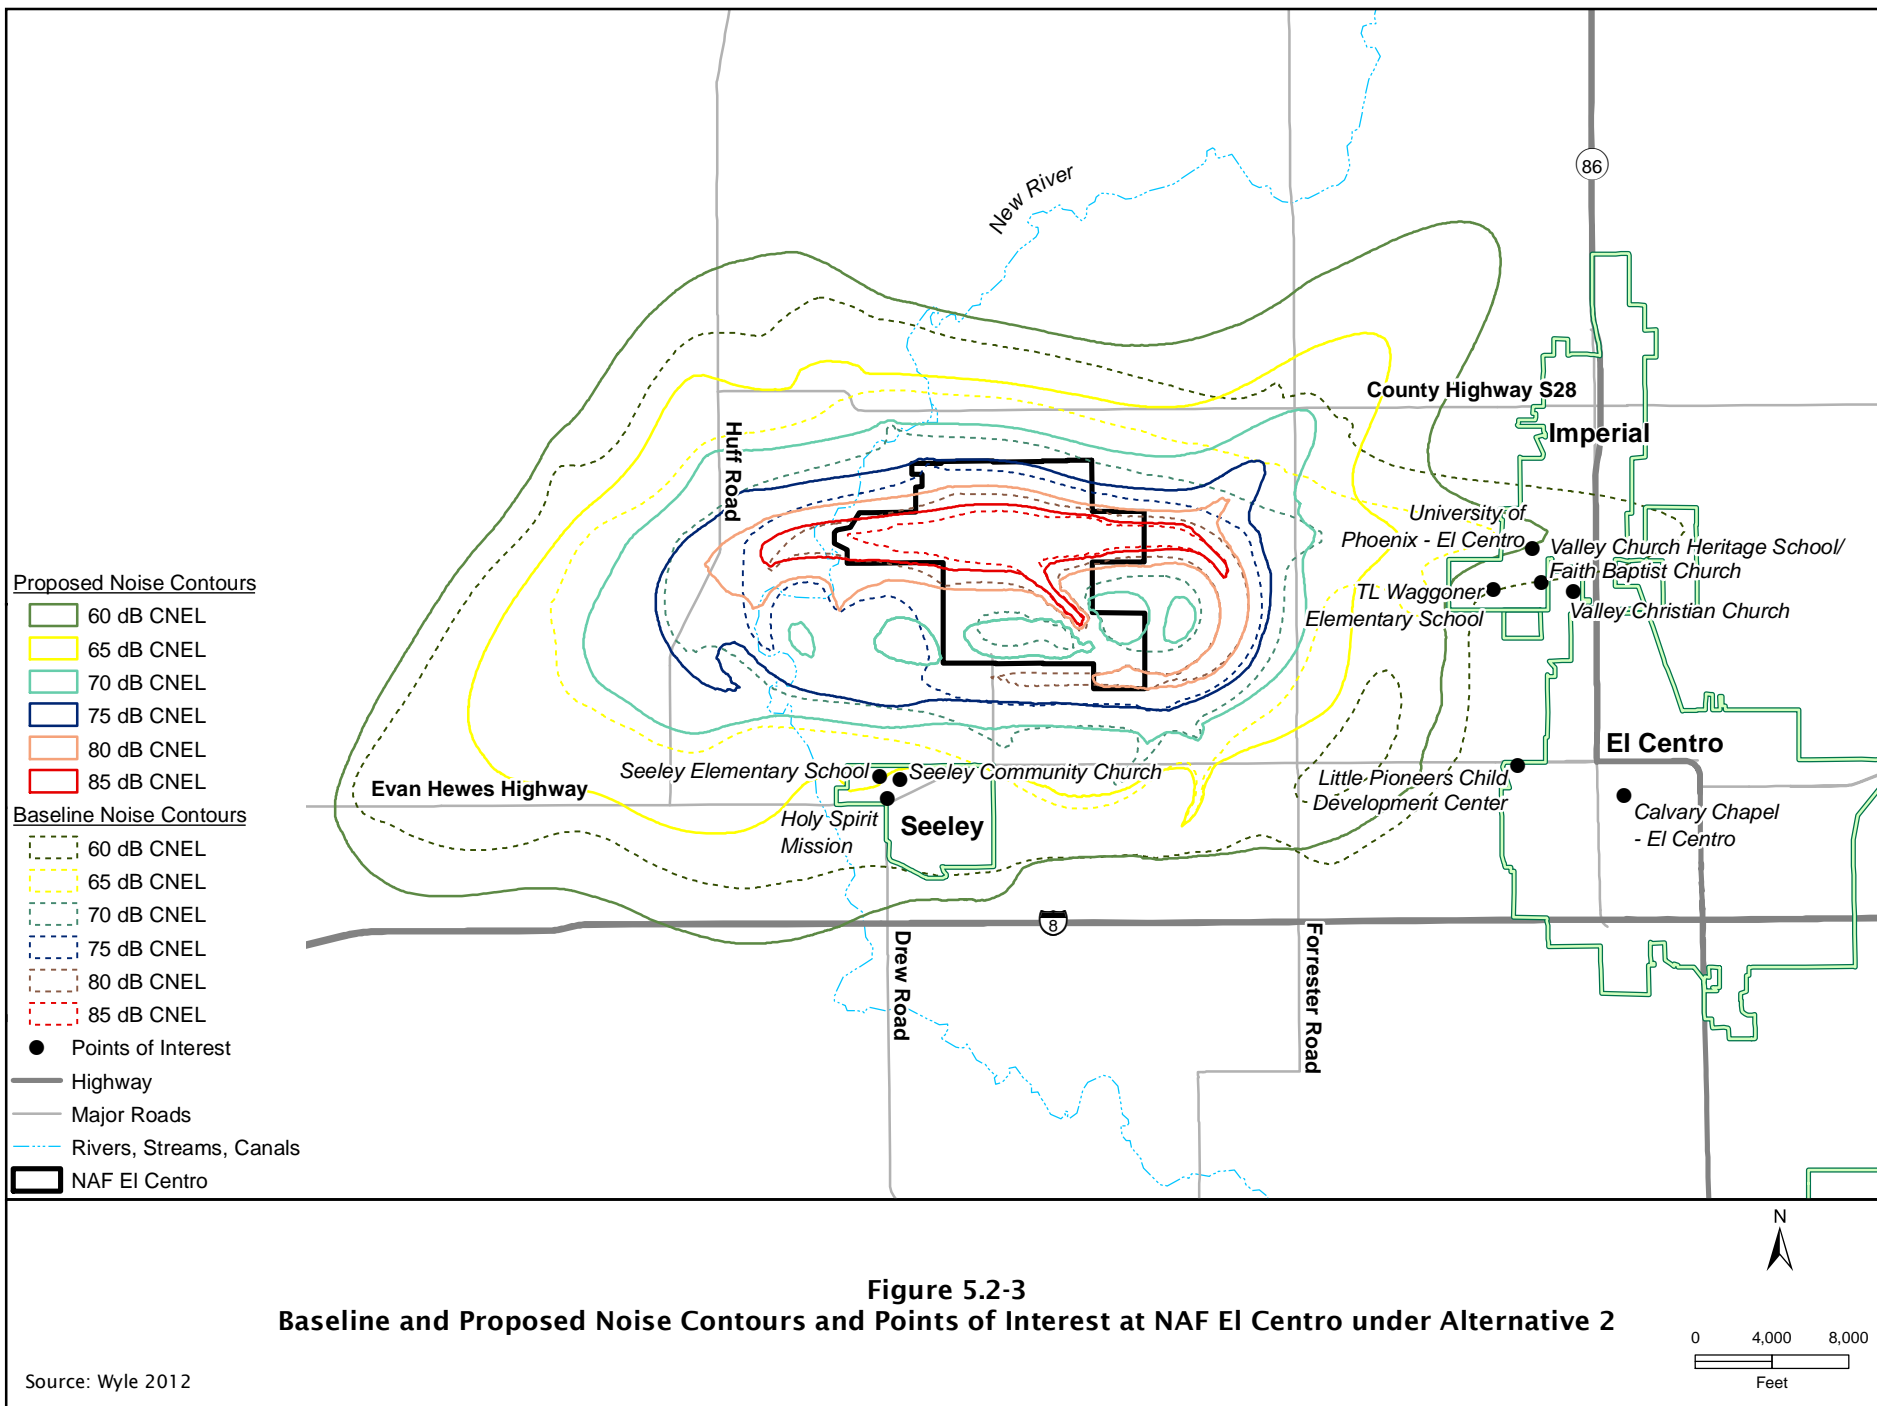 86
New River
County Highway S28
Imperial
Huff Road
University of
Phoenix - El Centro
Valley Church Heritage School/
Faith Baptist Church
TL Waggoner
Elementary School
Valley Christian Church
Proposed Noise Contours
60 dB CNEL
65 dB CNEL
70 dB CNEL
75 dB CNEL
80 dB CNEL
85 dB CNEL
Baseline Noise Contours
60 dB CNEL
65 dB CNEL
70 dB CNEL
75 dB CNEL
80 dB CNEL
85 dB CNEL
Points of Interest
Highway
Major Roads
Rivers, Streams, Canals
NAF El Centro
El Centro
Seeley Elementary School
Seeley Community Church
Evan Hewes Highway
Holy Spirit
Mission
Seeley
Little Pioneers Child
Development Center
Calvary Chapel
- El Centro
8
Drew Road
Forrester Road
N
Figure 5.2-3
Baseline and Proposed Noise Contours and Points of Interest at NAF El Centro under Alternative 2
0 4,000 8,000
Feet
Source: Wyle 2012